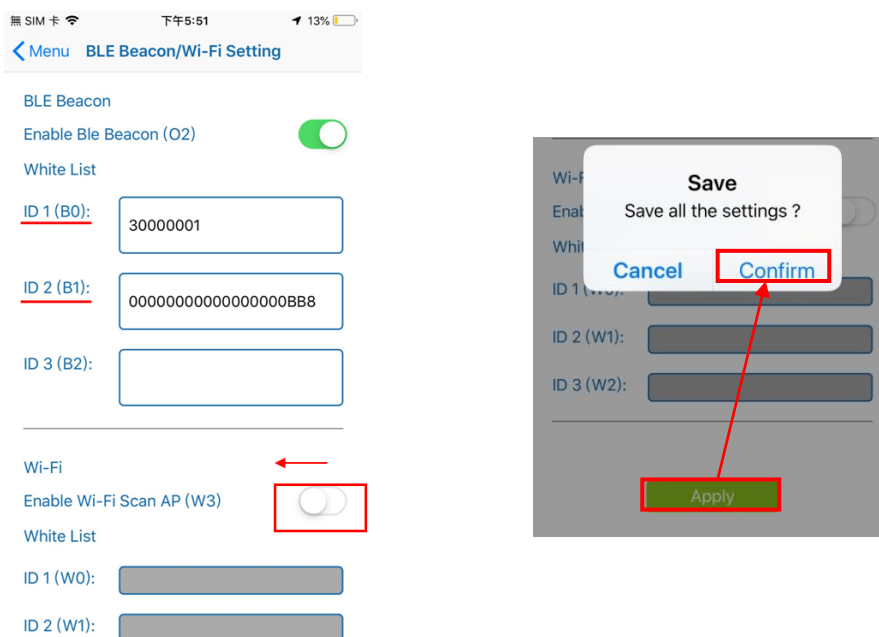 無 SIM 卡 下午5:51 13%
Menu BLE Beacon/Wi-Fi Setting
BLE Beacon
Enable Ble Beacon (O2)
White List
ID 1 (B0): 30000001
ID 2 (B1): 00000000000000000BB8
ID 3 (B2):
Wi-Fi
Enable Wi-Fi Scan AP (W3)
White List
ID 1 (W0):
ID 2 (W1):
Save
Save all the settings ?
Cancel Confirm
ID 2 (W1):
ID 3 (W2):
Apply